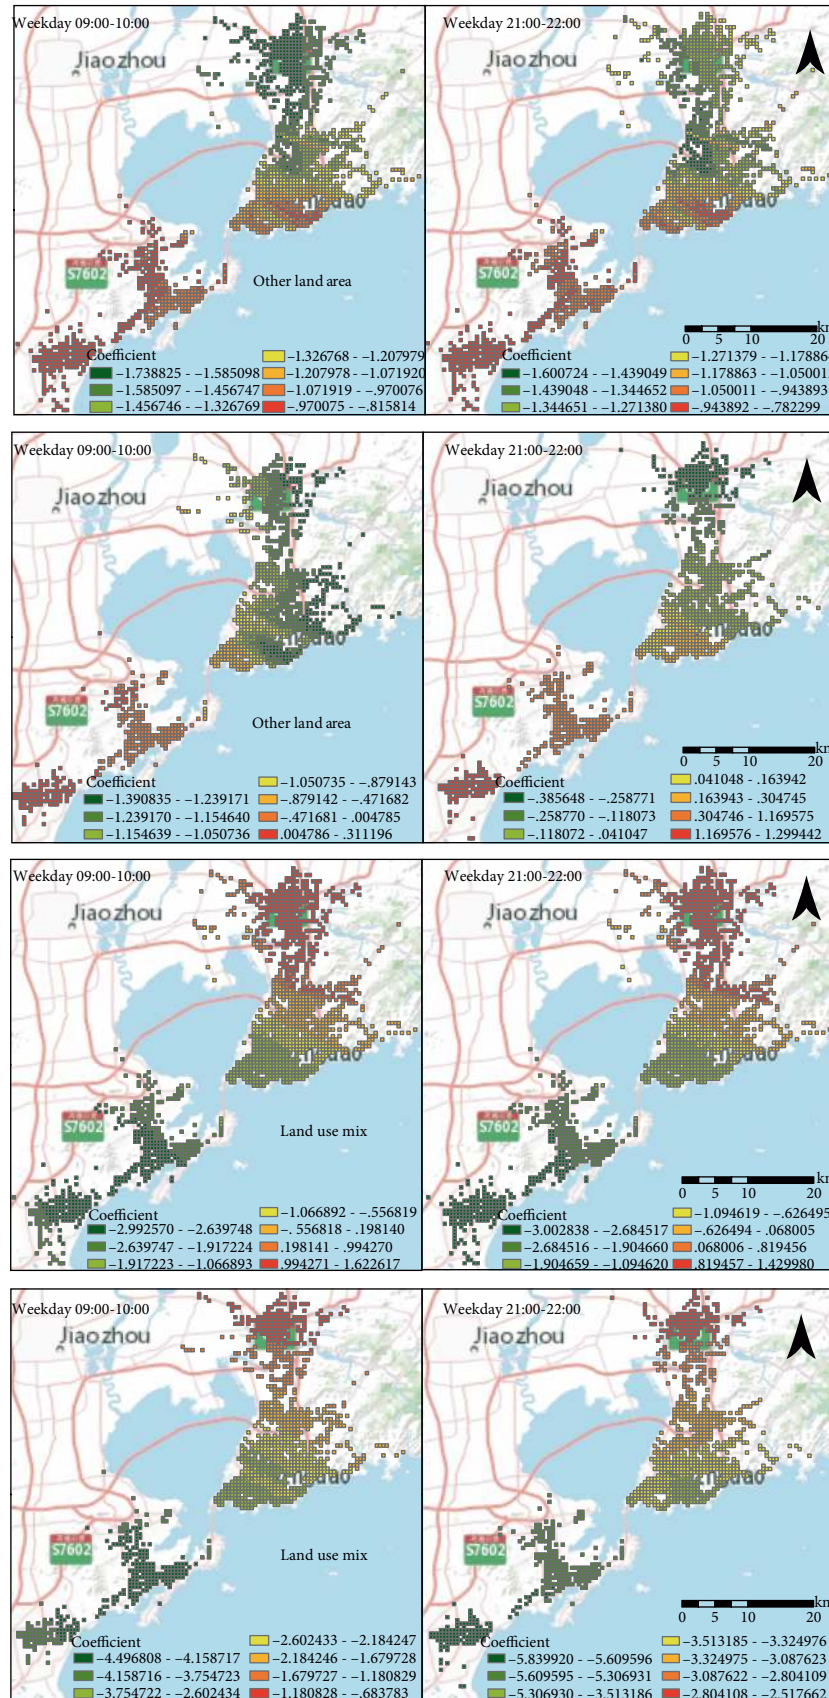 Weekday 09:00-10:00
Jiaozhou
S7602
Other land area
Coefficient
−1.738825 - −1.585098
−1.585097 - −1.456747
−1.456746 - −1.326769
−1.326768 - −1.207979
−1.207978 - −1.071920
−1.071919 - −.970076
−.970075 - −.815814
Weekday 21:00-22:00
S7602
0 5 10 20 km
Coefficient
−1.600724 - −1.439049
−1.439048 - −1.344652
−1.344651 - −1.271380
−1.271379 - −1.17886
−1.178863 - −1.05001
−1.050011 - −.943893
−.943892 - −.782299
Weekday 09:00-10:00
Jiaozhou
S7602
Other land area
Coefficient
−1.390835 - −1.239171
−1.239170 - −1.154640
−1.154639 - −1.050736
−1.050735 - −.879143
−.879142 - −.471682
−.471681 - .004785
.004786 - .311196
Weekday 21:00-22:00
Jiaozhou
S7602
0 5 10 20 km
Coefficient
−.385648 - −.258771
−.258770 - −.118073
−.118072 - .041047
.041048 - .163942
.163943 - .304745
.304746 - 1.169575
1.169576 - 1.299442
Weekday 09:00-10:00
Jiaozhou
S7602
Land use mix
Coefficient
−2.992570 - −2.639748
−2.639747 - −1.917224
−1.917223 - −1.066893
−1.066892 - −.556819
−. 556818 - .198140
.198141 - .994270
.994271 - 1.622617
Weekday 21:00-22:00
Jiaozhou
S7602
0 5 10 20 km
Coefficient
−3.002838 - −2.684517
−2.684516 - −1.904660
−1.904659 - −1.094620
−1.094619 - −.626495
−.626494 - .068005
.068006 - .819456
.819457 - 1.429980
Weekday 09:00-10:00
Jiaozhou
S7602
Land use mix
Coefficient
−4.496808 - −4.158717
−4.158716 - −3.754723
−3.754722 - −2.602434
−2.602433 - −2.184247
−2.184246 - −1.679728
−1.679727 - −1.180829
−1.180828 - −.683783
Weekday 21:00-22:00
Jiaozhou
S7602
0 5 10 20 km
Coefficient
−5.839920 - −5.609596
−5.609595 - −5.306931
−5.306930 - −3.513186
−3.513185 - −3.324976
−3.324975 - −3.087623
−3.087622 - −2.804109
−2.804108 - −2.517662